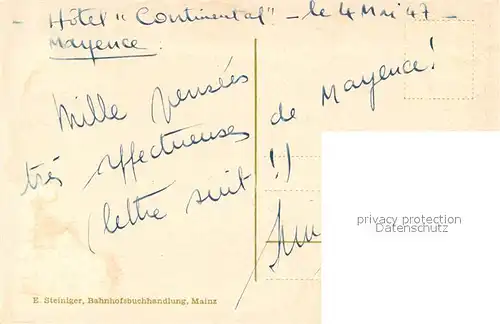 - Hôtel "Continental" - le 4 Mai 47 -
Mayence.
Mille pensées
très affectueuses de Mayence!
(lettre suit!)
privacy protection
Datenschutz
E. Steiniger, Bahnhofsbuchhandlung, Mainz